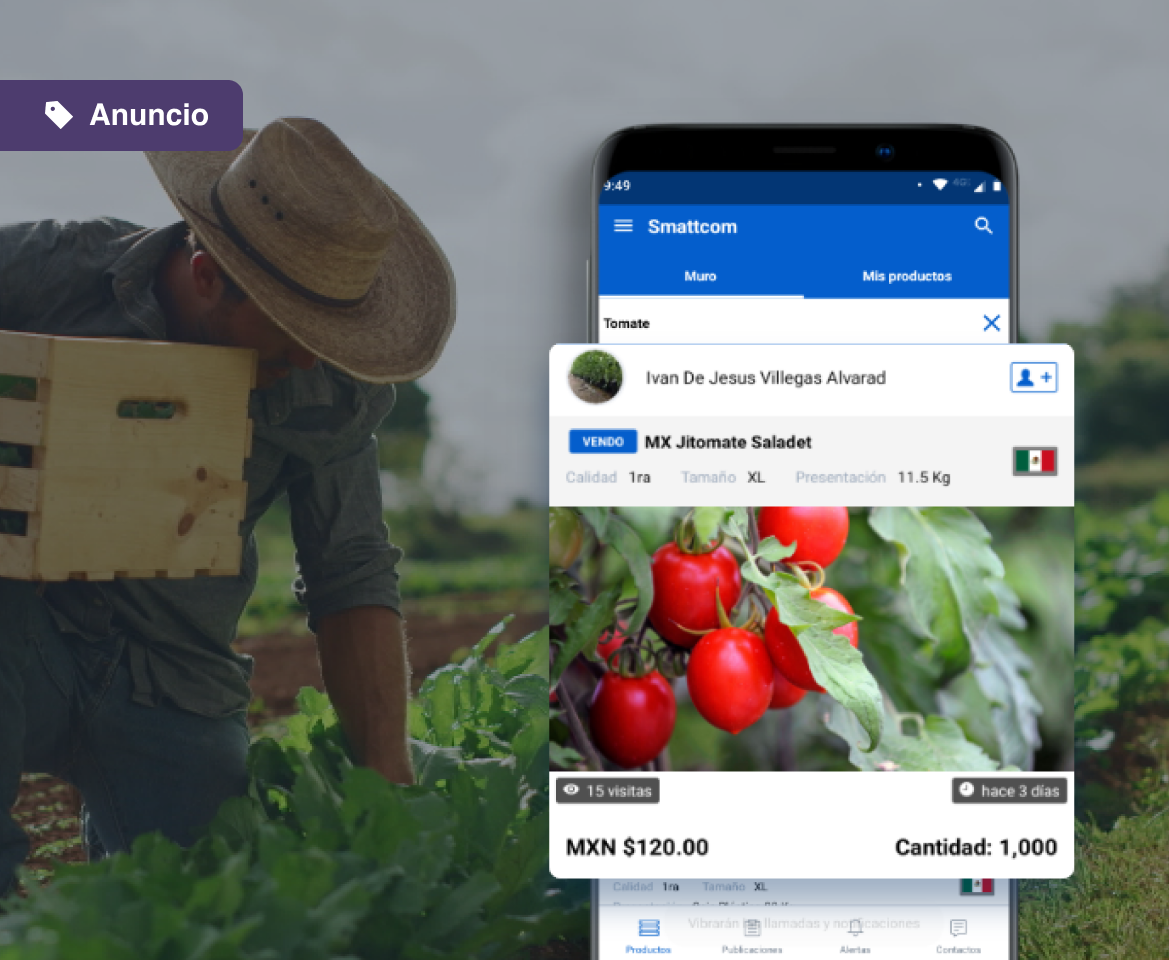 Anuncio
9:49
4G
Smattcom
Muro
Mis productos
Tomate
Ivan De Jesus Villegas Alvarad
VENDO MX Jitomate Saladet
Calidad 1ra Tamaño XL Presentación 11.5 Kg
15 visitas
hace 3 días
MXN $120.00
Cantidad: 1,000
Calidad 1ra Tamaño XL
Vibrarán llamadas y notificaciones
Productos
Publicaciones
Alertas
Contactos